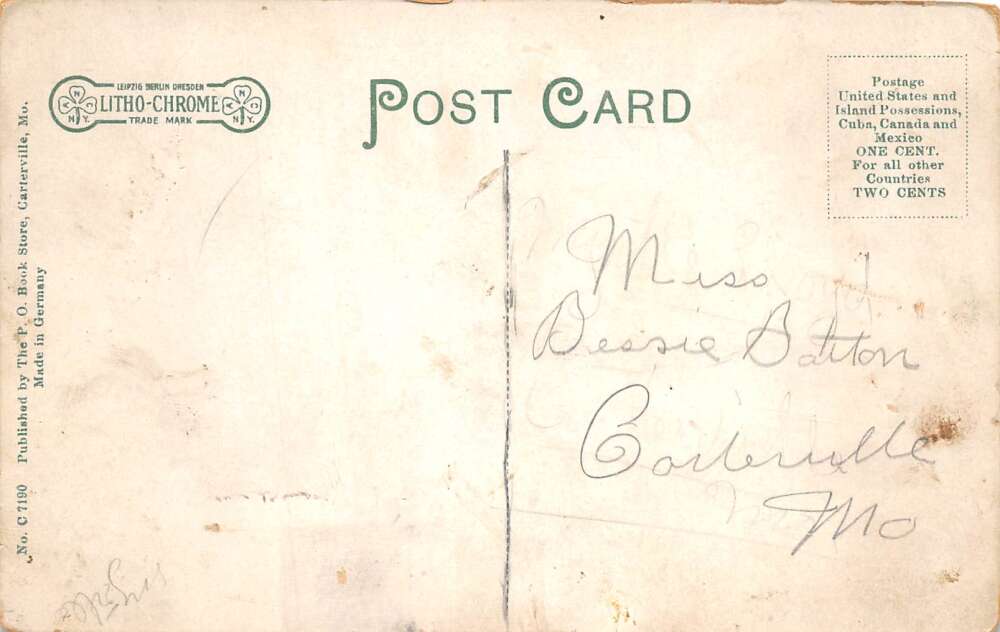 LEIPZIG BERLIN DRESDEN
LITHO-CHROME
TRADE MARK
N Y
N Y.
POST CARD
Postage
United States and
Island Possessions,
Cuba, Canada and
Mexico
ONE CENT.
For all other
Countries
TWO CENTS
No. C 7190 Published by The P. O. Book Store, Carterville, Mo.
Made in Germany
Miss
Bessie Batton
Carterville
Mo